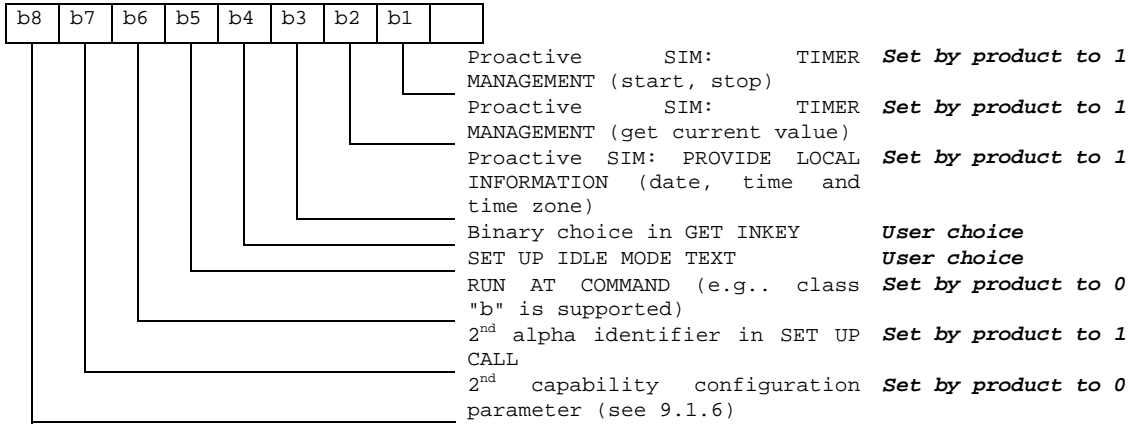 b8 b7 b6 b5 b4 b3 b2 b1
Proactive SIM: TIMER Set by product to 1
MANAGEMENT (start, stop)
Proactive SIM: TIMER Set by product to 1
MANAGEMENT (get current value)
Proactive SIM: PROVIDE LOCAL Set by product to 1
INFORMATION (date, time and
time zone)
Binary choice in GET INKEY User choice
SET UP IDLE MODE TEXT User choice
RUN AT COMMAND (e.g.. class Set by product to 0
"b" is supported)
2nd alpha identifier in SET UP Set by product to 1
CALL
2nd capability configuration Set by product to 0
parameter (see 9.1.6)